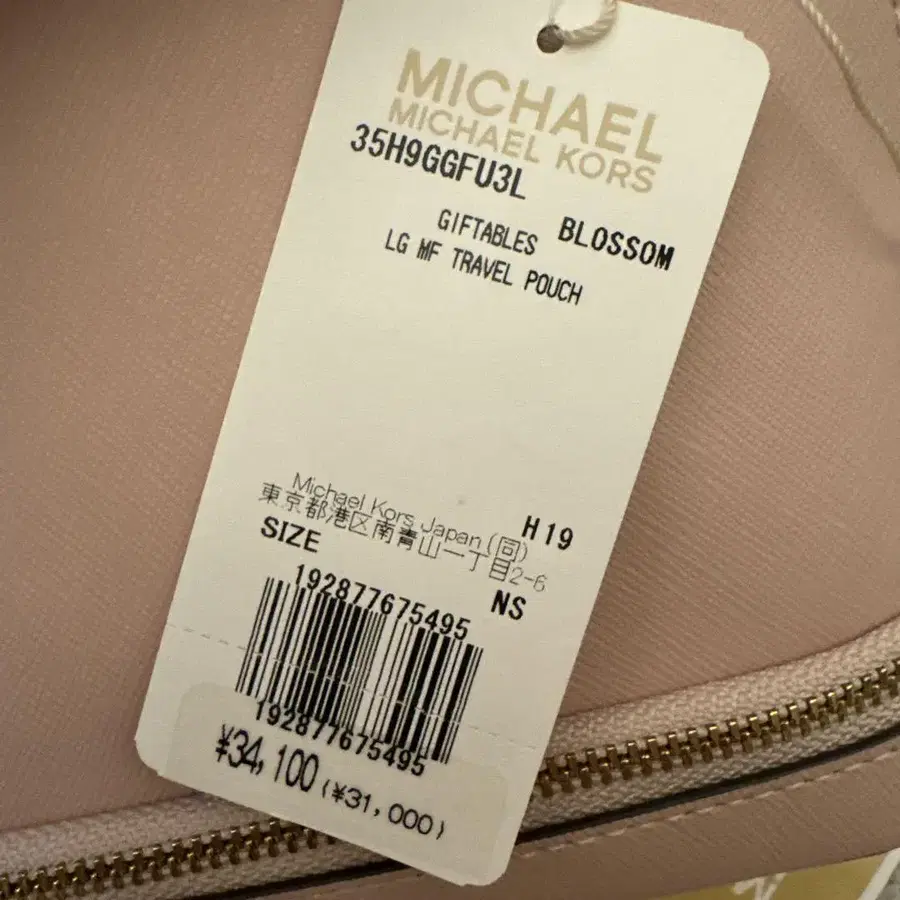 MICHAEL
MICHAEL KORS
35H9GGFU3L
BLOSSOM
GIFTABLES
LG MF TRAVEL POUCH
H19
Michael Kors Japan (同)
東京都港区南青山一丁目2-6
SIZE
NS
192877675495
192877675495
¥34,100 (¥31,000)